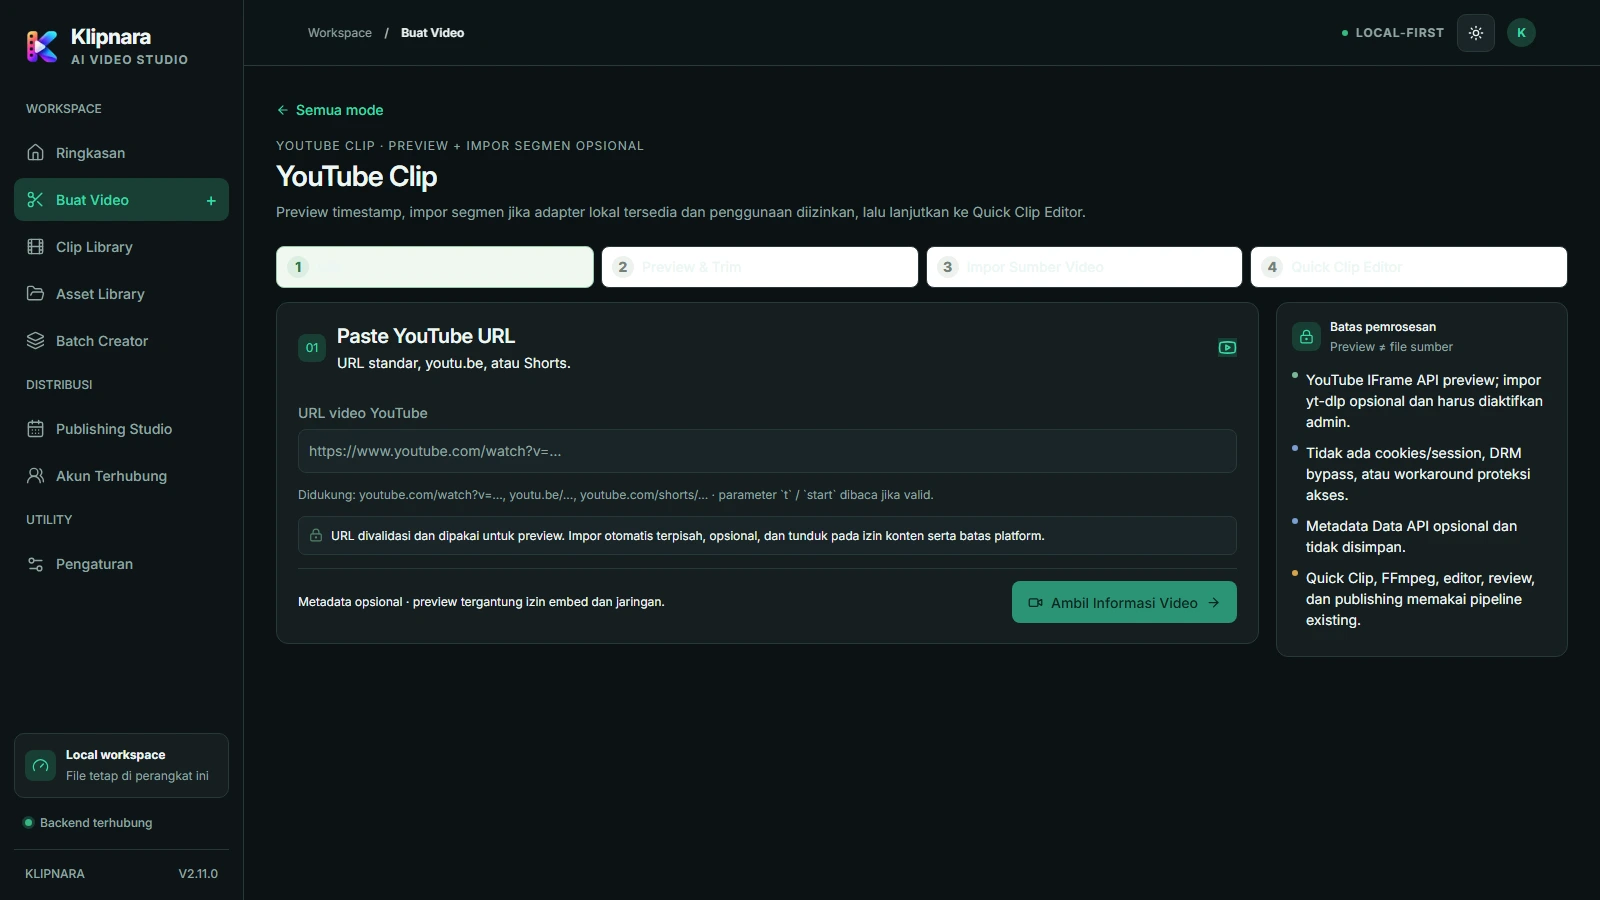 Klipnara
AI VIDEO STUDIO
WORKSPACE
Ringkasan
Buat Video +
Clip Library
Asset Library
Batch Creator
DISTRIBUSI
Publishing Studio
Akun Terhubung
UTILITY
Pengaturan
Local workspace
File tetap di perangkat ini
Backend terhubung
KLIPNARA V2.11.0
Workspace / Buat Video
LOCAL-FIRST
K
← Semua mode
YOUTUBE CLIP · PREVIEW + IMPOR SEGMEN OPSIONAL
YouTube Clip
Preview timestamp, impor segmen jika adapter lokal tersedia dan penggunaan diizinkan, lalu lanjutkan ke Quick Clip Editor.
1
2 Preview & Trim
3 Impor Sumber Video
4 Quick Clip Editor
01
Paste YouTube URL
URL standar, youtu.be, atau Shorts.
URL video YouTube
https://www.youtube.com/watch?v=...
Didukung: youtube.com/watch?v=..., youtu.be/..., youtube.com/shorts/... · parameter `t` / `start` dibaca jika valid.
URL divalidasi dan dipakai untuk preview. Impor otomatis terpisah, opsional, dan tunduk pada izin konten serta batas platform.
Metadata opsional · preview tergantung izin embed dan jaringan.
Ambil Informasi Video →
Batas pemrosesan
Preview ≠ file sumber
YouTube IFrame API preview; impor
yt-dlp opsional dan harus diaktifkan
admin.
Tidak ada cookies/session, DRM
bypass, atau workaround proteksi
akses.
Metadata Data API opsional dan
tidak disimpan.
Quick Clip, FFmpeg, editor, review,
dan publishing memakai pipeline
existing.